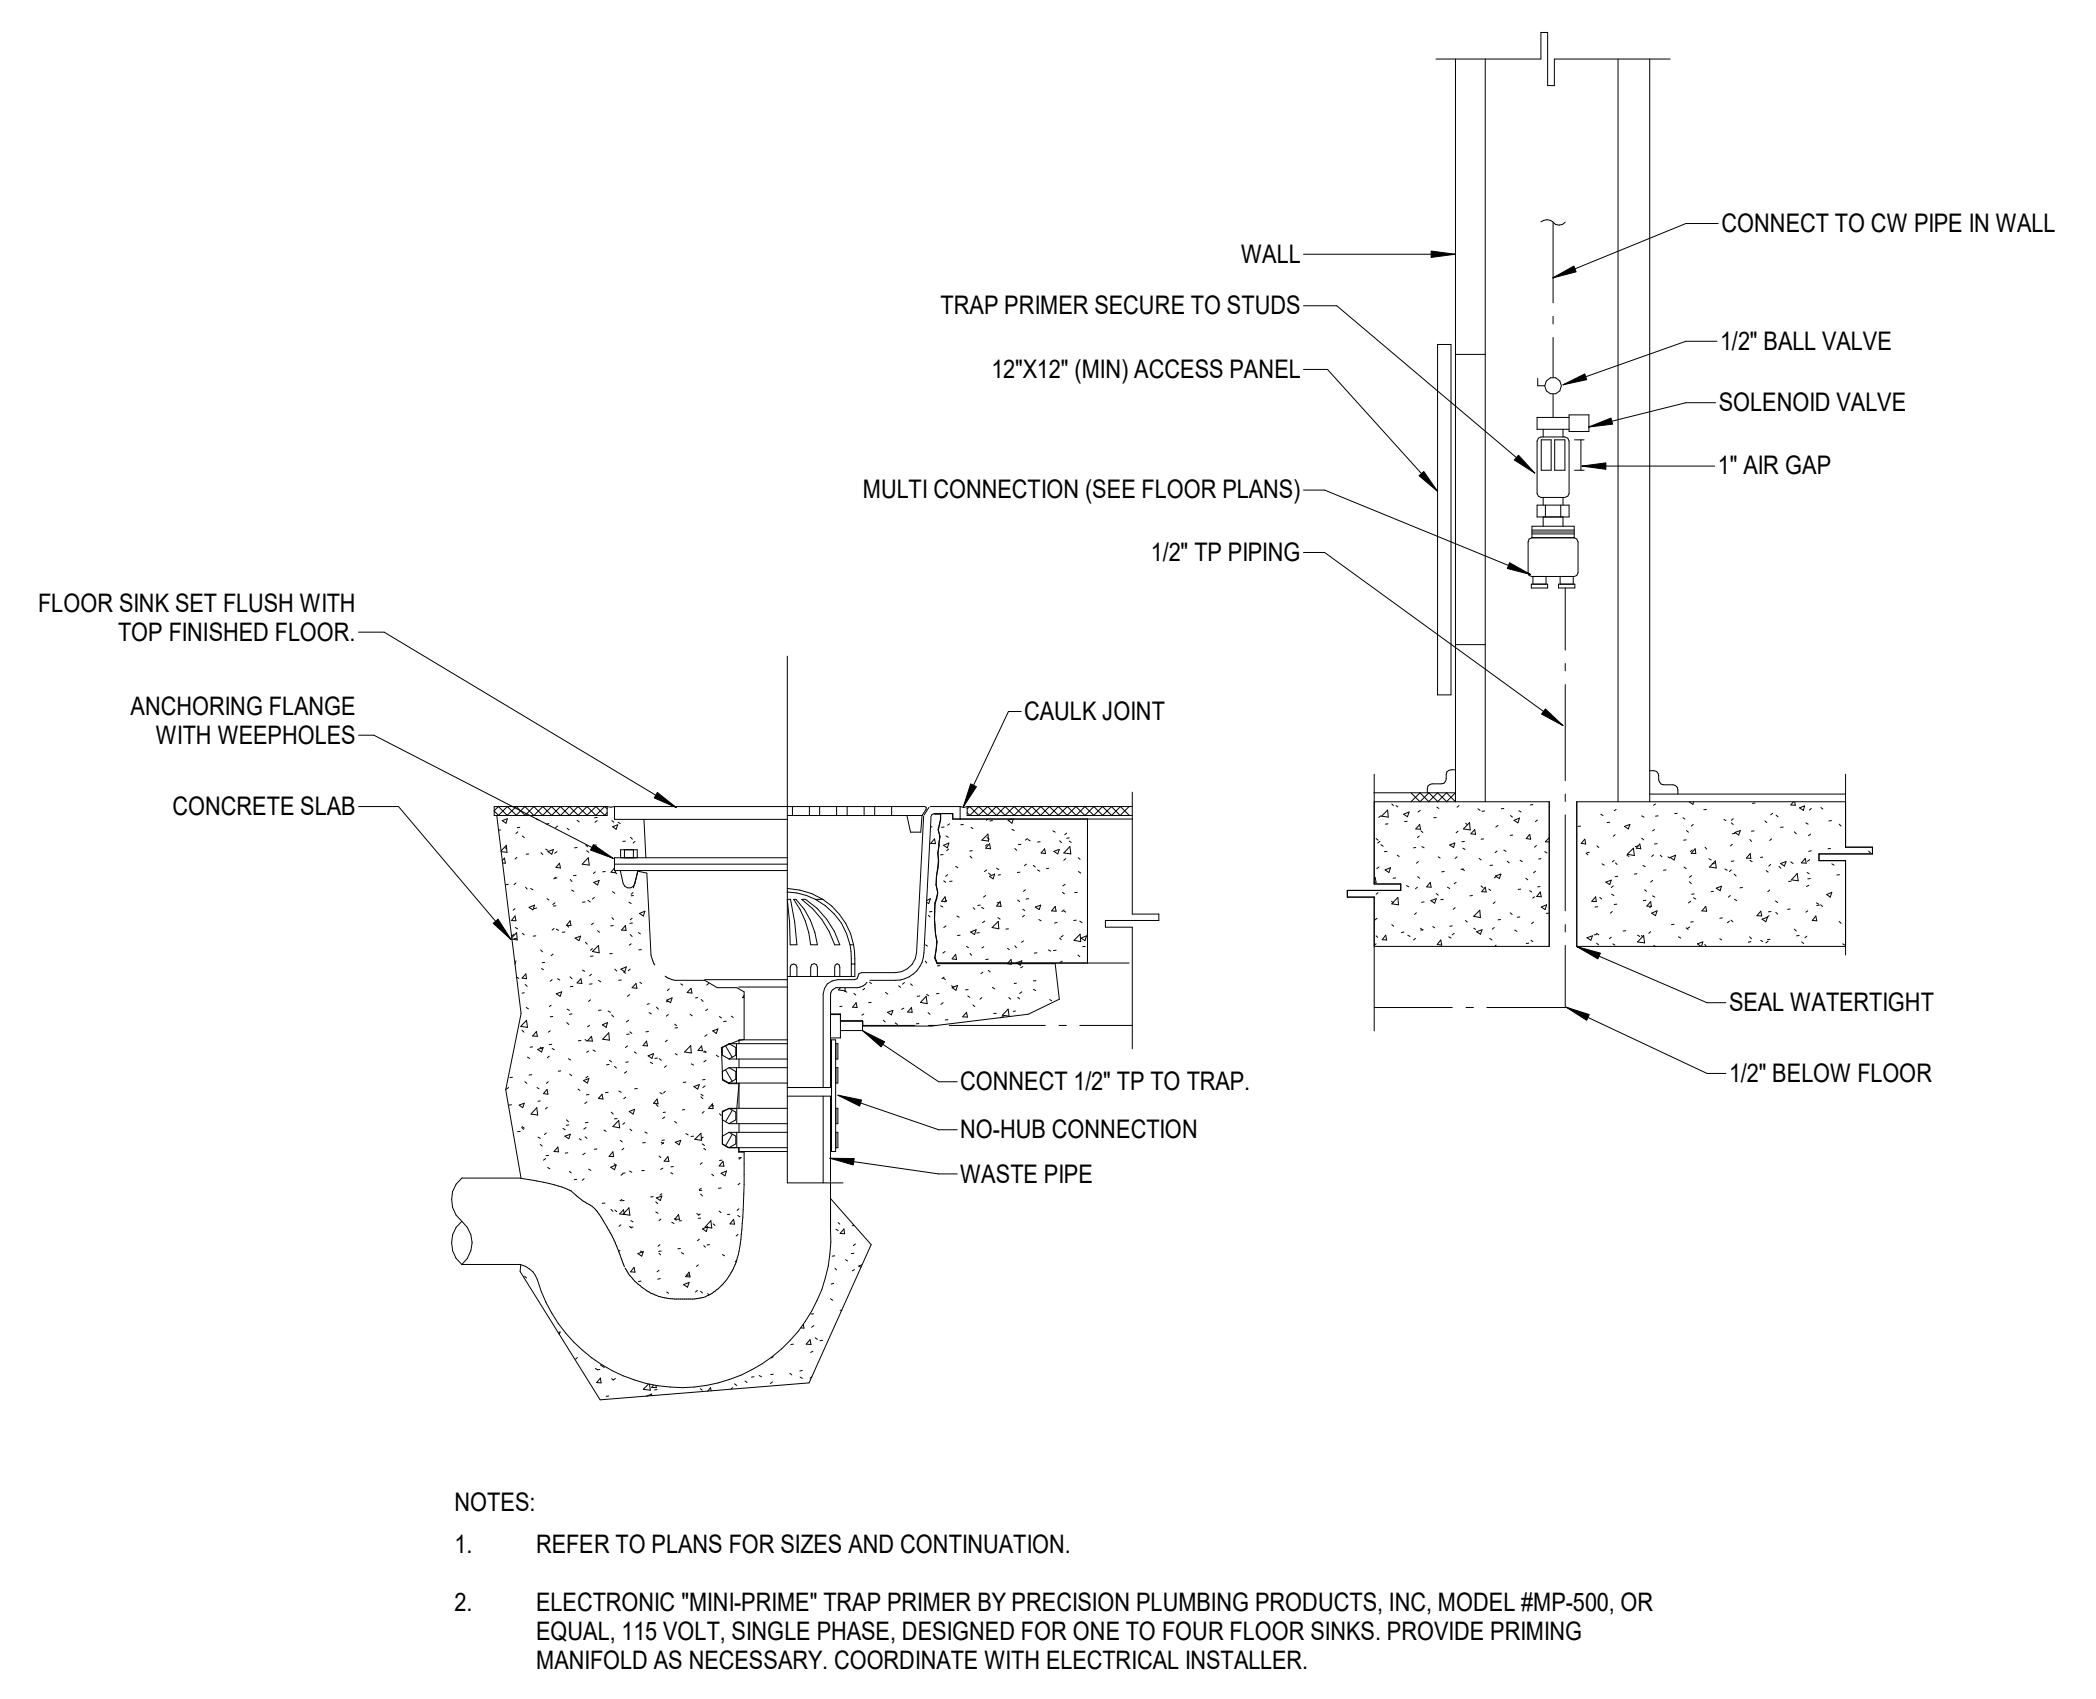 CONNECT TO CW PIPE IN WALL
WALL
TRAP PRIMER SECURE TO STUDS
1/2" BALL VALVE
12"X12" (MIN) ACCESS PANEL
SOLENOID VALVE
1" AIR GAP
MULTI CONNECTION (SEE FLOOR PLANS)
1/2" TP PIPING
FLOOR SINK SET FLUSH WITH
TOP FINISHED FLOOR.
ANCHORING FLANGE
WITH WEEPHOLES
CAULK JOINT
CONCRETE SLAB
SEAL WATERTIGHT
1/2" BELOW FLOOR
CONNECT 1/2" TP TO TRAP.
NO-HUB CONNECTION
WASTE PIPE
NOTES:
1. REFER TO PLANS FOR SIZES AND CONTINUATION.
2. ELECTRONIC "MINI-PRIME" TRAP PRIMER BY PRECISION PLUMBING PRODUCTS, INC, MODEL #MP-500, OR
EQUAL, 115 VOLT, SINGLE PHASE, DESIGNED FOR ONE TO FOUR FLOOR SINKS. PROVIDE PRIMING
MANIFOLD AS NECESSARY. COORDINATE WITH ELECTRICAL INSTALLER.